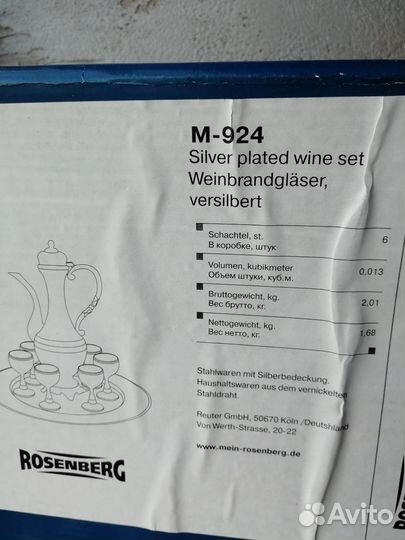 M-924
Silver plated wine set
Weinbrandgläser,
versilbert
Schachtel, st.
В коробке, штук
6
Volumen, kubikmeter
Объем штуки, куб.м.
0,013
Bruttogewicht, kg.
Вес брутто, кг.
2,01
Nettogewicht, kg.
Вес нетто, кг.
1,68
Stahlwaren mit Silberbedeckung.
Haushaltswaren aus dem vernickelten
Stahldraht.
Reuter GmbH, 50670 Köln /Deutschland
Von Werth-Strasse, 20-22
www.mein-rosenberg.de
ROSENBERG
Avito